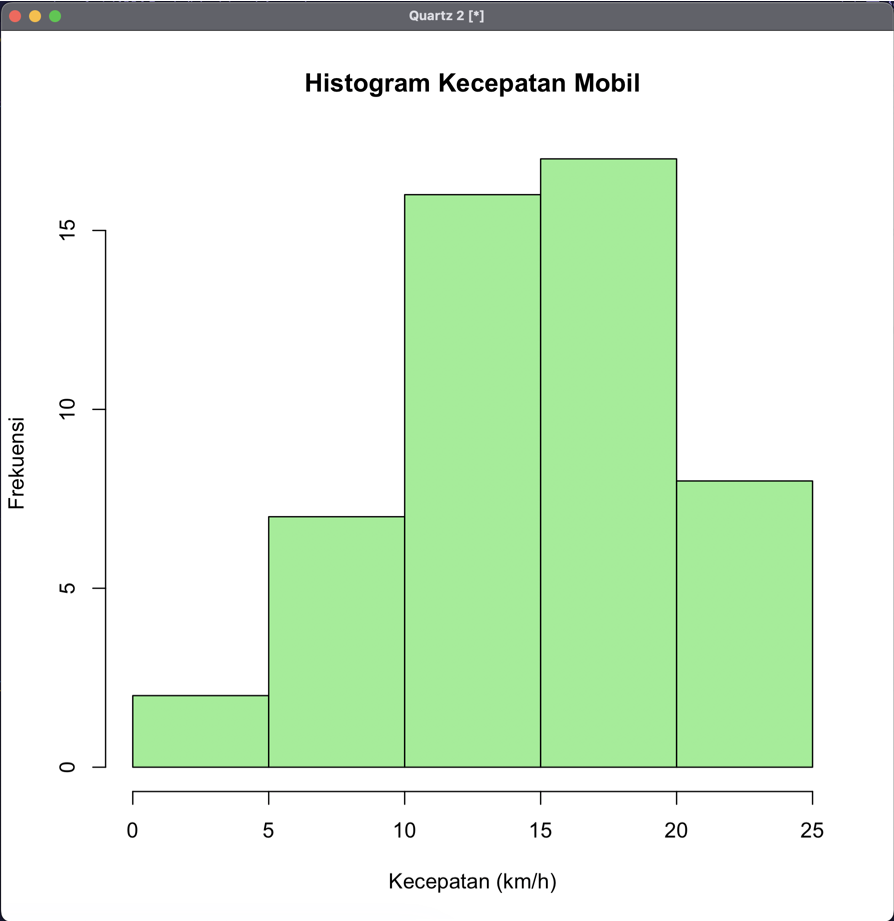 Quartz 2 [*]
Histogram Kecepatan Mobil
Frekuensi
15
10
5
0
0 5 10 15 20 25
Kecepatan (km/h)